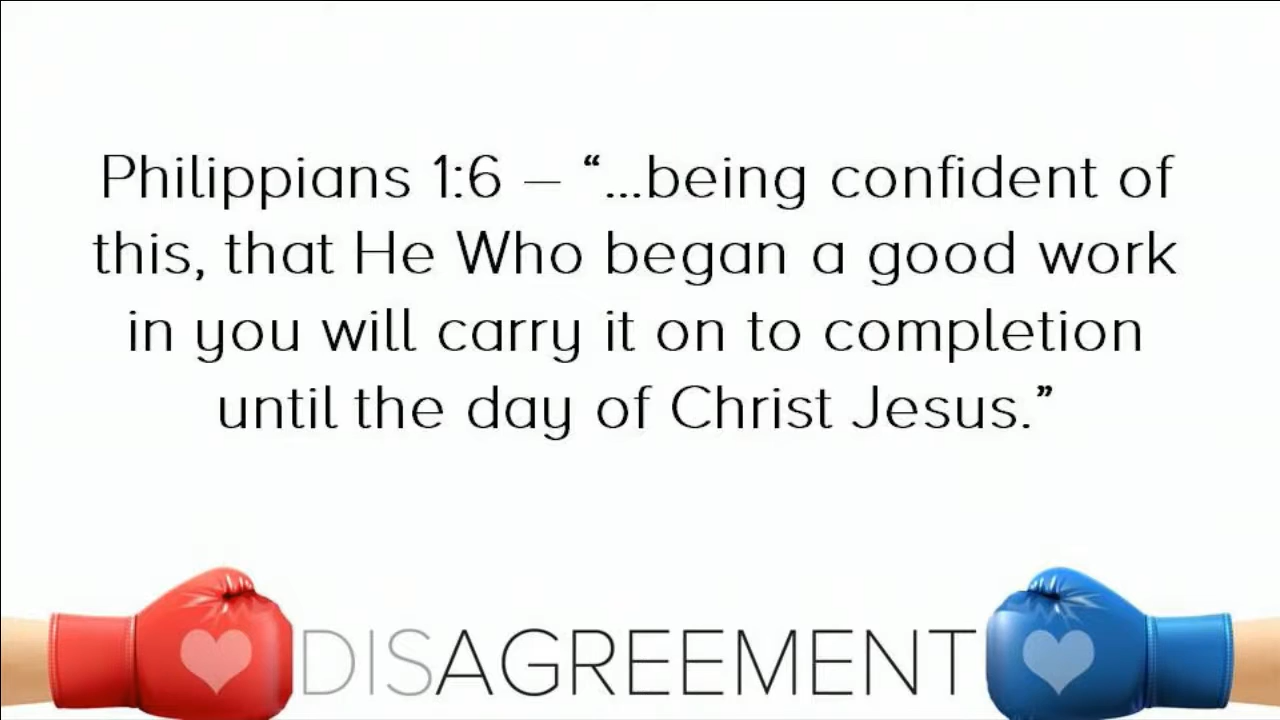 Philippians 1:6 – “...being confident of
this, that He Who began a good work
in you will carry it on to completion
until the day of Christ Jesus.”
DISAGREEMENT